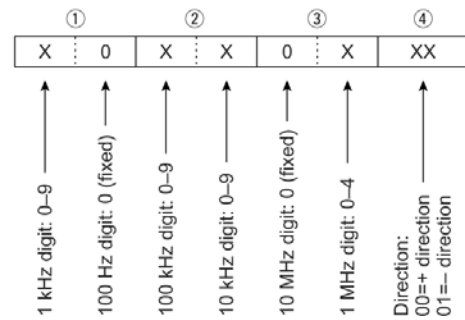 ① ② ③ ④
X 0 X X 0 X XX
1 kHz digit: 0–9
100 Hz digit: 0 (fixed)
100 kHz digit: 0–9
10 kHz digit: 0–9
10 MHz digit: 0 (fixed)
1 MHz digit: 0–4
Direction:
00=+ direction
01=– direction